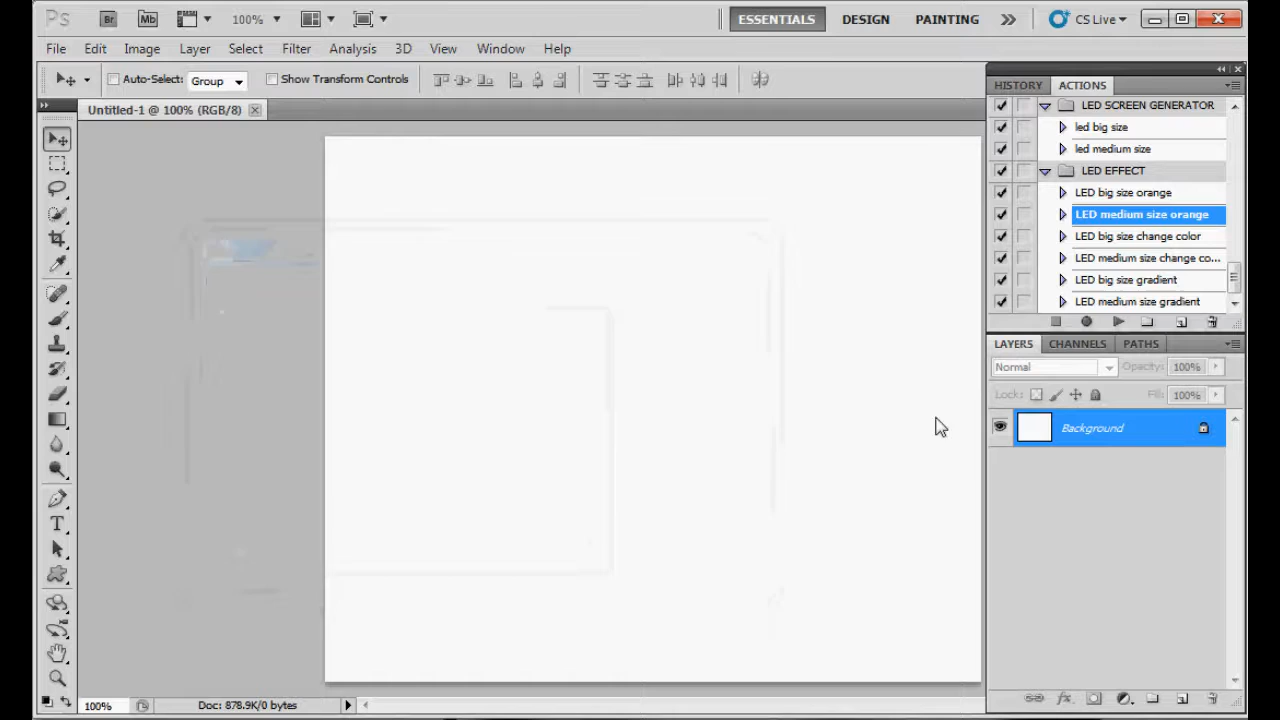 Ps Br Mb 100% ESSENTIALS DESIGN PAINTING CS Live
File Edit Image Layer Select Filter Analysis 3D View Window Help
Auto-Select: Group Show Transform Controls
Untitled-1 @ 100% (RGB/8)
HISTORY ACTIONS
LED SCREEN GENERATOR
led big size
led medium size
LED EFFECT
LED big size orange
LED medium size orange
LED big size change color
LED medium size change co...
LED big size gradient
LED medium size gradient
LAYERS CHANNELS PATHS
Normal Opacity: 100%
Lock: Fill: 100%
Background
100% Doc: 878.9K/0 bytes